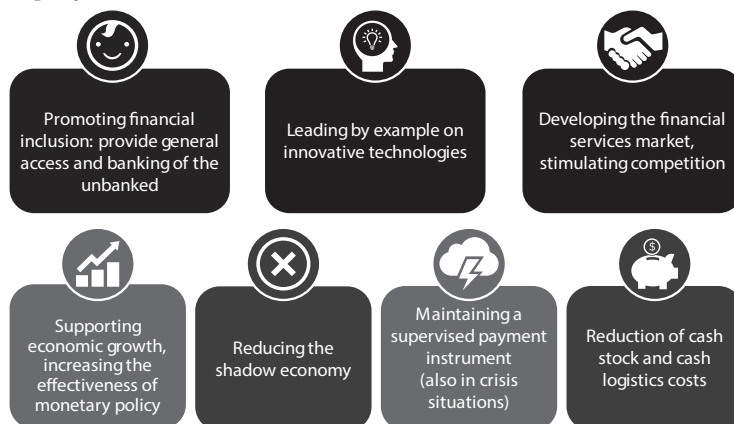 Promoting financial
inclusion: provide general
access and banking of the
unbanked
Leading by example on
innovative technologies
Developing the financial
services market,
stimulating competition
Supporting
economic growth,
increasing the
effectiveness of
monetary policy
Reducing the
shadow economy
Maintaining a
supervised payment
instrument
(also in crisis
situations)
$
Reduction of cash
stock and cash
logistics costs